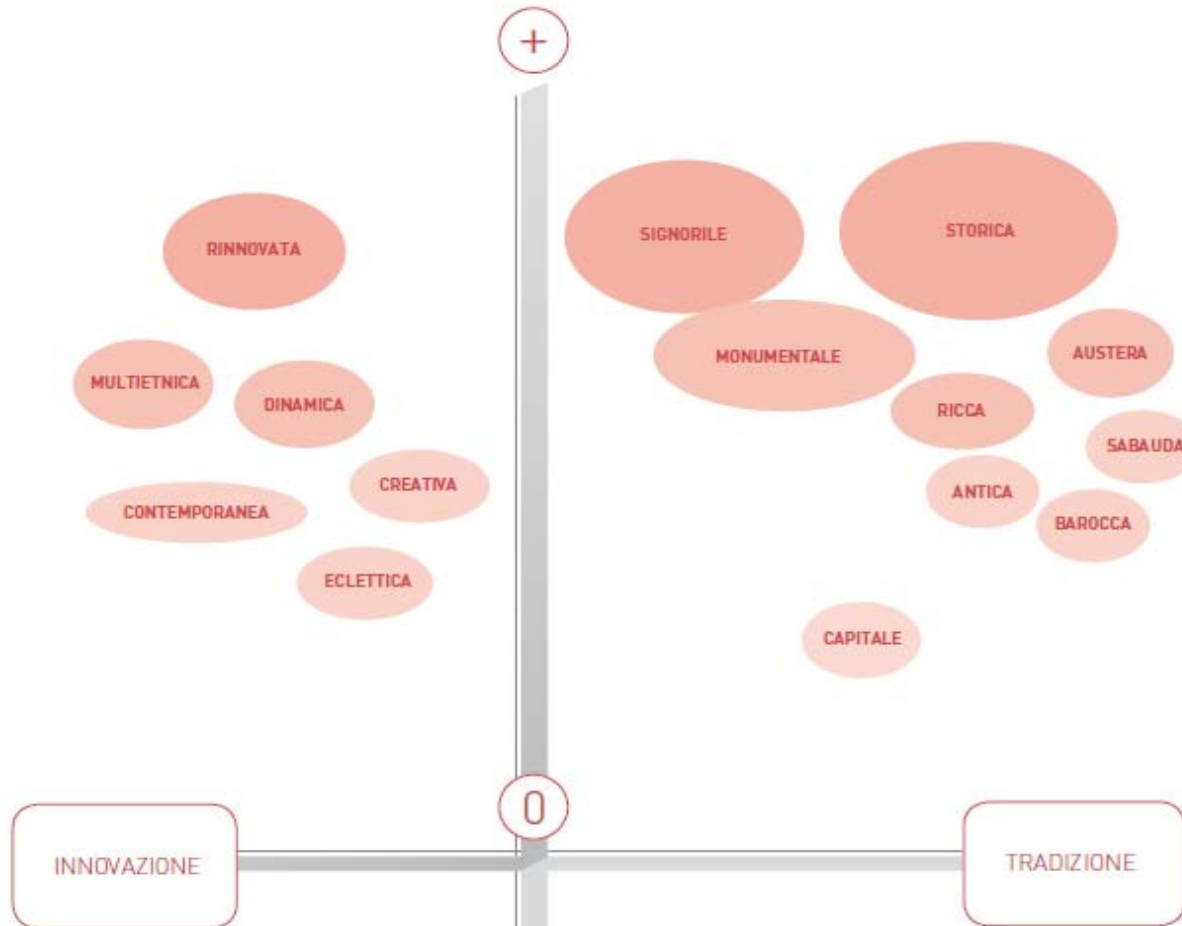 +
SIGNORILE
STORICA
RINNOVATA
MONUMENTALE
AUSTERA
MULTIETNICA
DINAMICA
RICCA
SABAUDA
CREATIVA
ANTICA
CONTEMPORANEA
BAROCCA
ECLETTICA
CAPITALE
0
INNOVAZIONE
TRADIZIONE